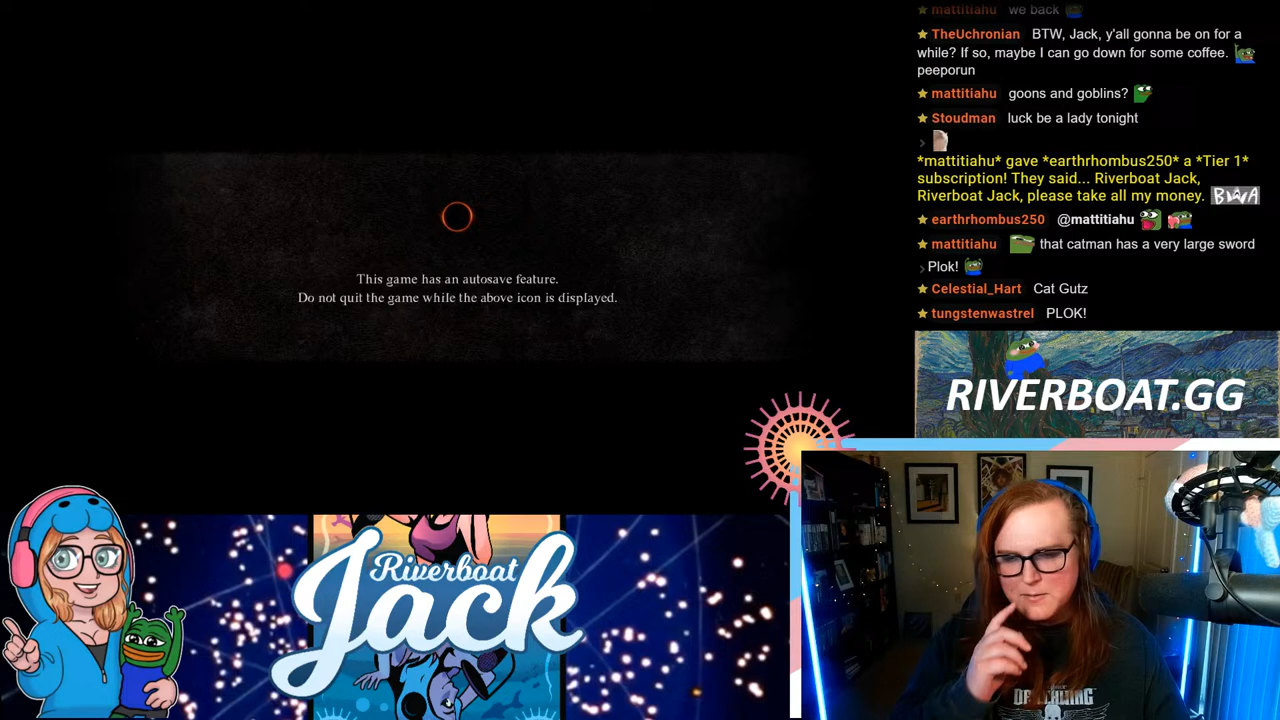 mattitiahu we back
TheUchronian BTW, Jack, y'all gonna be on for a
while? If so, maybe I can go down for some coffee.
peeporun
mattitiahu goons and goblins?
Stoudman luck be a lady tonight
*mattitiahu* gave *earthrhombus250* a *Tier 1*
subscription! They said... Riverboat Jack,
Riverboat Jack, please take all my money. BWA
earthrhombus250 @mattitiahu
mattitiahu that catman has a very large sword
Plok!
Celestial_Hart Cat Gutz
tungstenwastrel PLOK!
This game has an autosave feature.
Do not quit the game while the above icon is displayed.
RIVERBOAT.GG
Riverboat
Jack